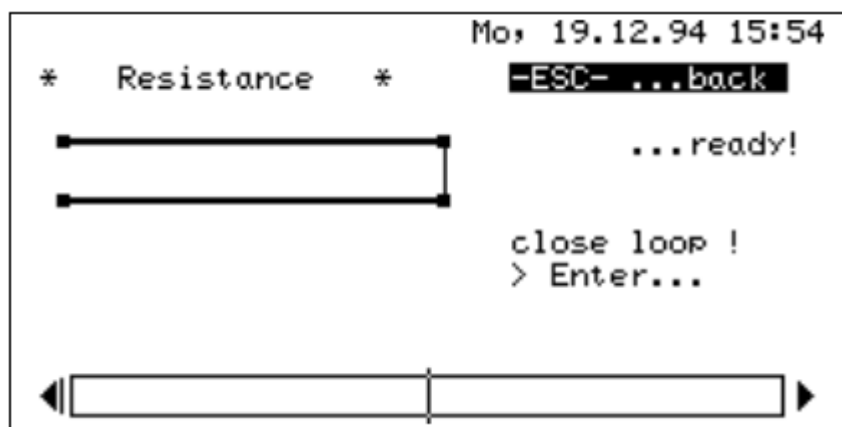 Mo, 19.12.94 15:54
* Resistance *
-ESC- ...back
...ready!
close loop !
> Enter...